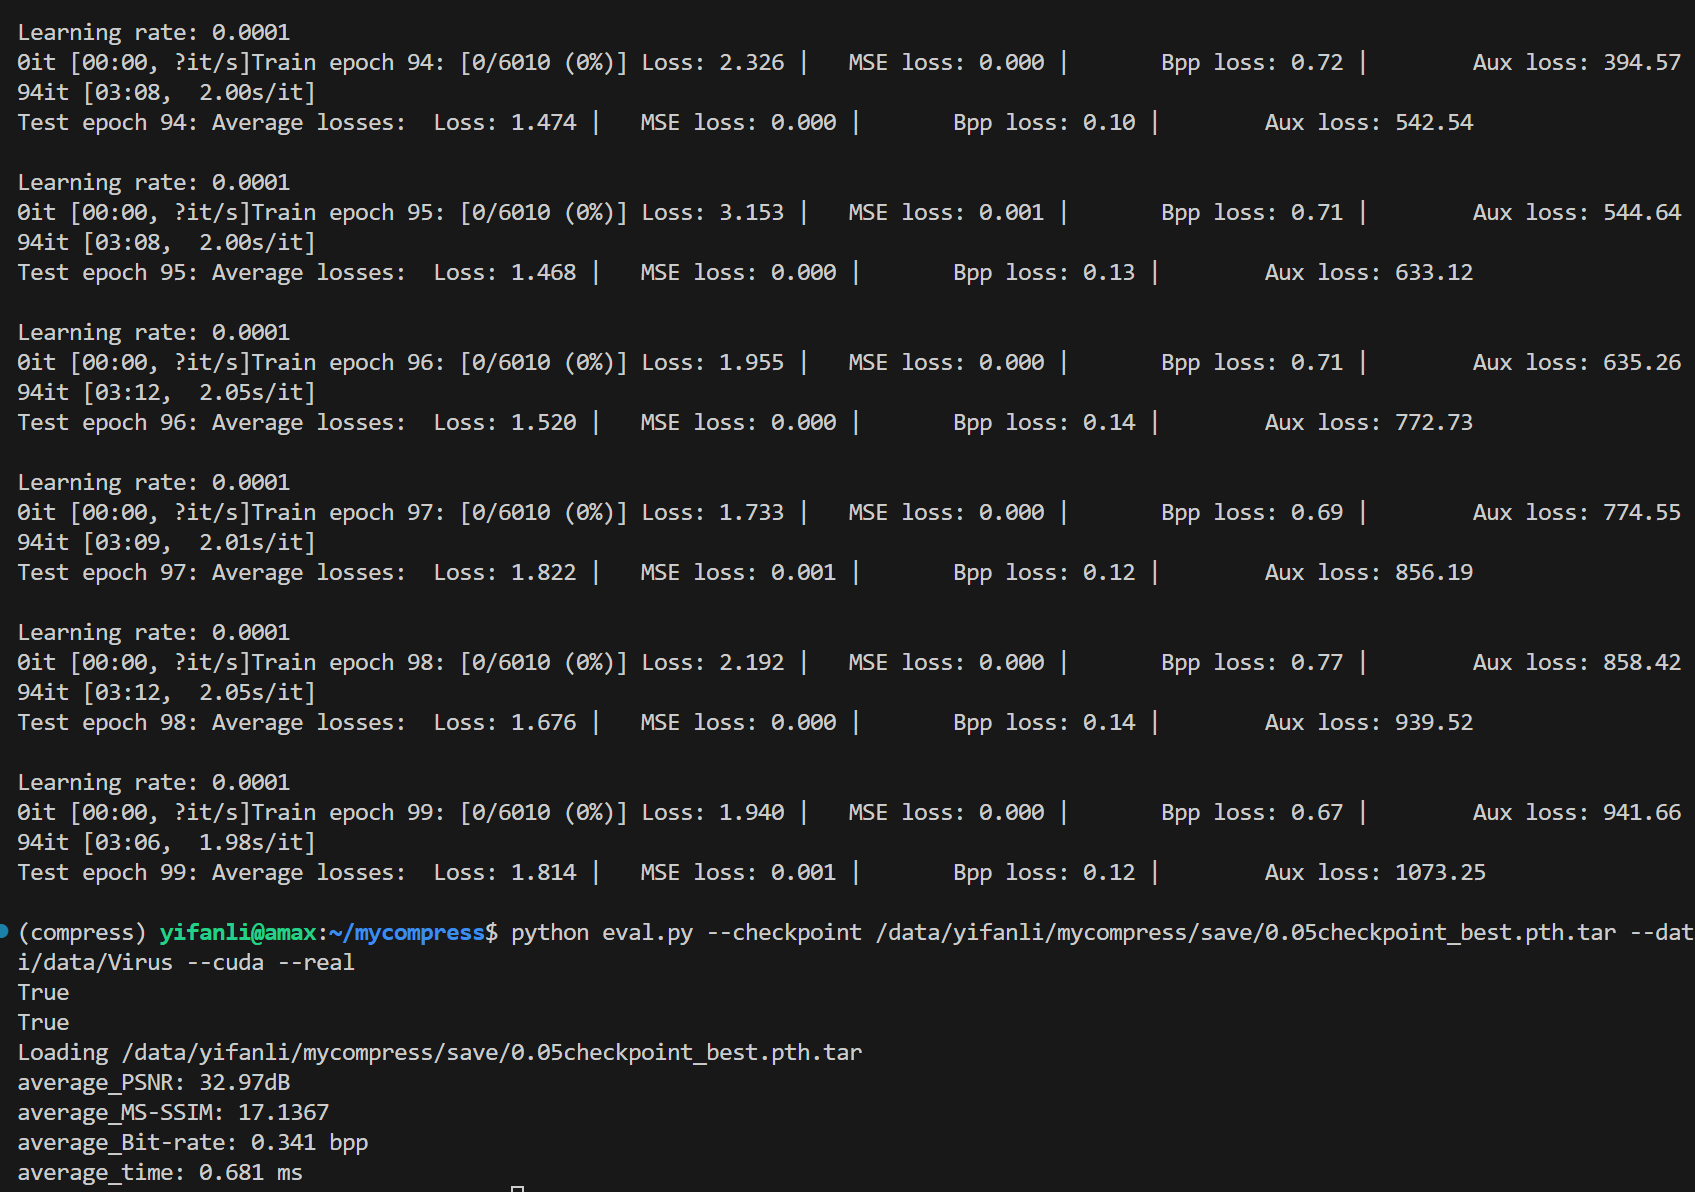 Learning rate: 0.0001
0it [00:00, ?it/s]Train epoch 94: [0/6010 (0%)] Loss: 2.326 | MSE loss: 0.000 | Bpp loss: 0.72 | Aux loss: 394.57
94it [03:08, 2.00s/it]
Test epoch 94: Average losses: Loss: 1.474 | MSE loss: 0.000 | Bpp loss: 0.10 | Aux loss: 542.54
Learning rate: 0.0001
0it [00:00, ?it/s]Train epoch 95: [0/6010 (0%)] Loss: 3.153 | MSE loss: 0.001 | Bpp loss: 0.71 | Aux loss: 544.64
94it [03:08, 2.00s/it]
Test epoch 95: Average losses: Loss: 1.468 | MSE loss: 0.000 | Bpp loss: 0.13 | Aux loss: 633.12
Learning rate: 0.0001
0it [00:00, ?it/s]Train epoch 96: [0/6010 (0%)] Loss: 1.955 | MSE loss: 0.000 | Bpp loss: 0.71 | Aux loss: 635.26
94it [03:12, 2.05s/it]
Test epoch 96: Average losses: Loss: 1.520 | MSE loss: 0.000 | Bpp loss: 0.14 | Aux loss: 772.73
Learning rate: 0.0001
0it [00:00, ?it/s]Train epoch 97: [0/6010 (0%)] Loss: 1.733 | MSE loss: 0.000 | Bpp loss: 0.69 | Aux loss: 774.55
94it [03:09, 2.01s/it]
Test epoch 97: Average losses: Loss: 1.822 | MSE loss: 0.001 | Bpp loss: 0.12 | Aux loss: 856.19
Learning rate: 0.0001
0it [00:00, ?it/s]Train epoch 98: [0/6010 (0%)] Loss: 2.192 | MSE loss: 0.000 | Bpp loss: 0.77 | Aux loss: 858.42
94it [03:12, 2.05s/it]
Test epoch 98: Average losses: Loss: 1.676 | MSE loss: 0.000 | Bpp loss: 0.14 | Aux loss: 939.52
Learning rate: 0.0001
0it [00:00, ?it/s]Train epoch 99: [0/6010 (0%)] Loss: 1.940 | MSE loss: 0.000 | Bpp loss: 0.67 | Aux loss: 941.66
94it [03:06, 1.98s/it]
Test epoch 99: Average losses: Loss: 1.814 | MSE loss: 0.001 | Bpp loss: 0.12 | Aux loss: 1073.25
(compress) yifanli@amax:~/mycompress$ python eval.py --checkpoint /data/yifanli/mycompress/save/0.05checkpoint_best.pth.tar --dat
i/data/Virus --cuda --real
True
True
Loading /data/yifanli/mycompress/save/0.05checkpoint_best.pth.tar
average_PSNR: 32.97dB
average_MS-SSIM: 17.1367
average_Bit-rate: 0.341 bpp
average_time: 0.681 ms